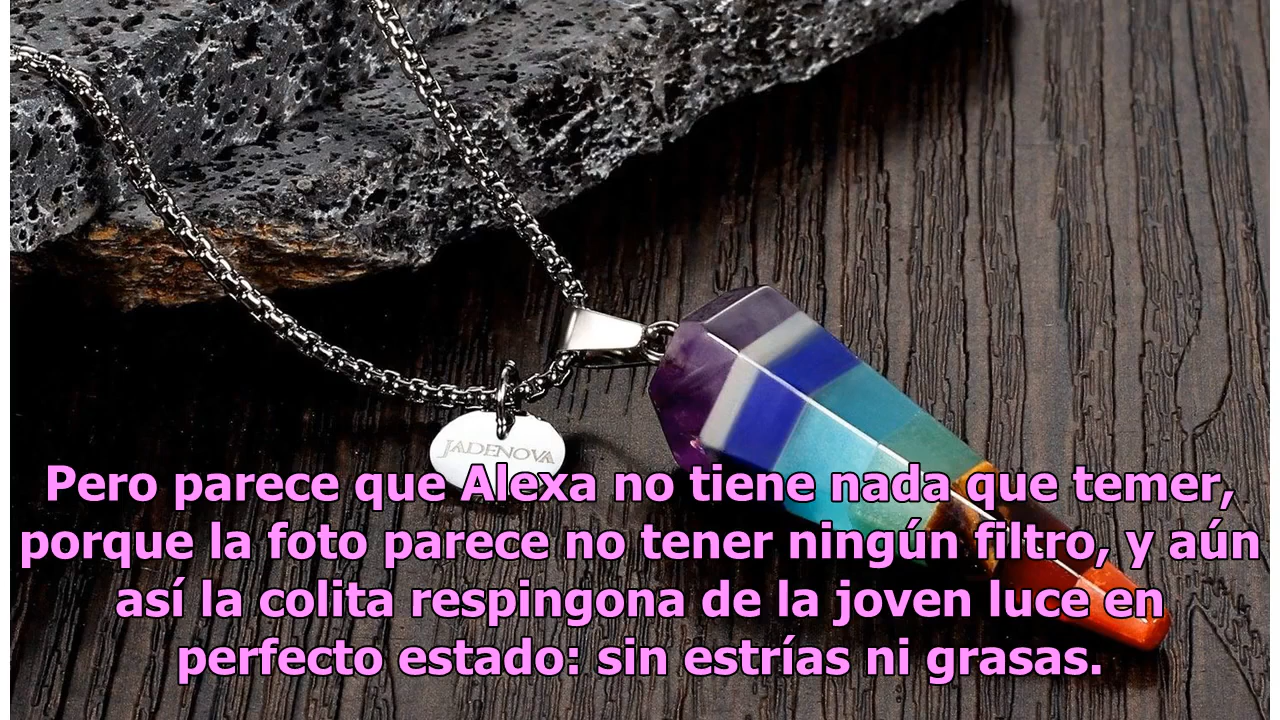 JADENOVA
Pero parece que Alexa no tiene nada que temer,
porque la foto parece no tener ningún filtro, y aún
así la colita respingona de la joven luce en
perfecto estado: sin estrías ni grasas.